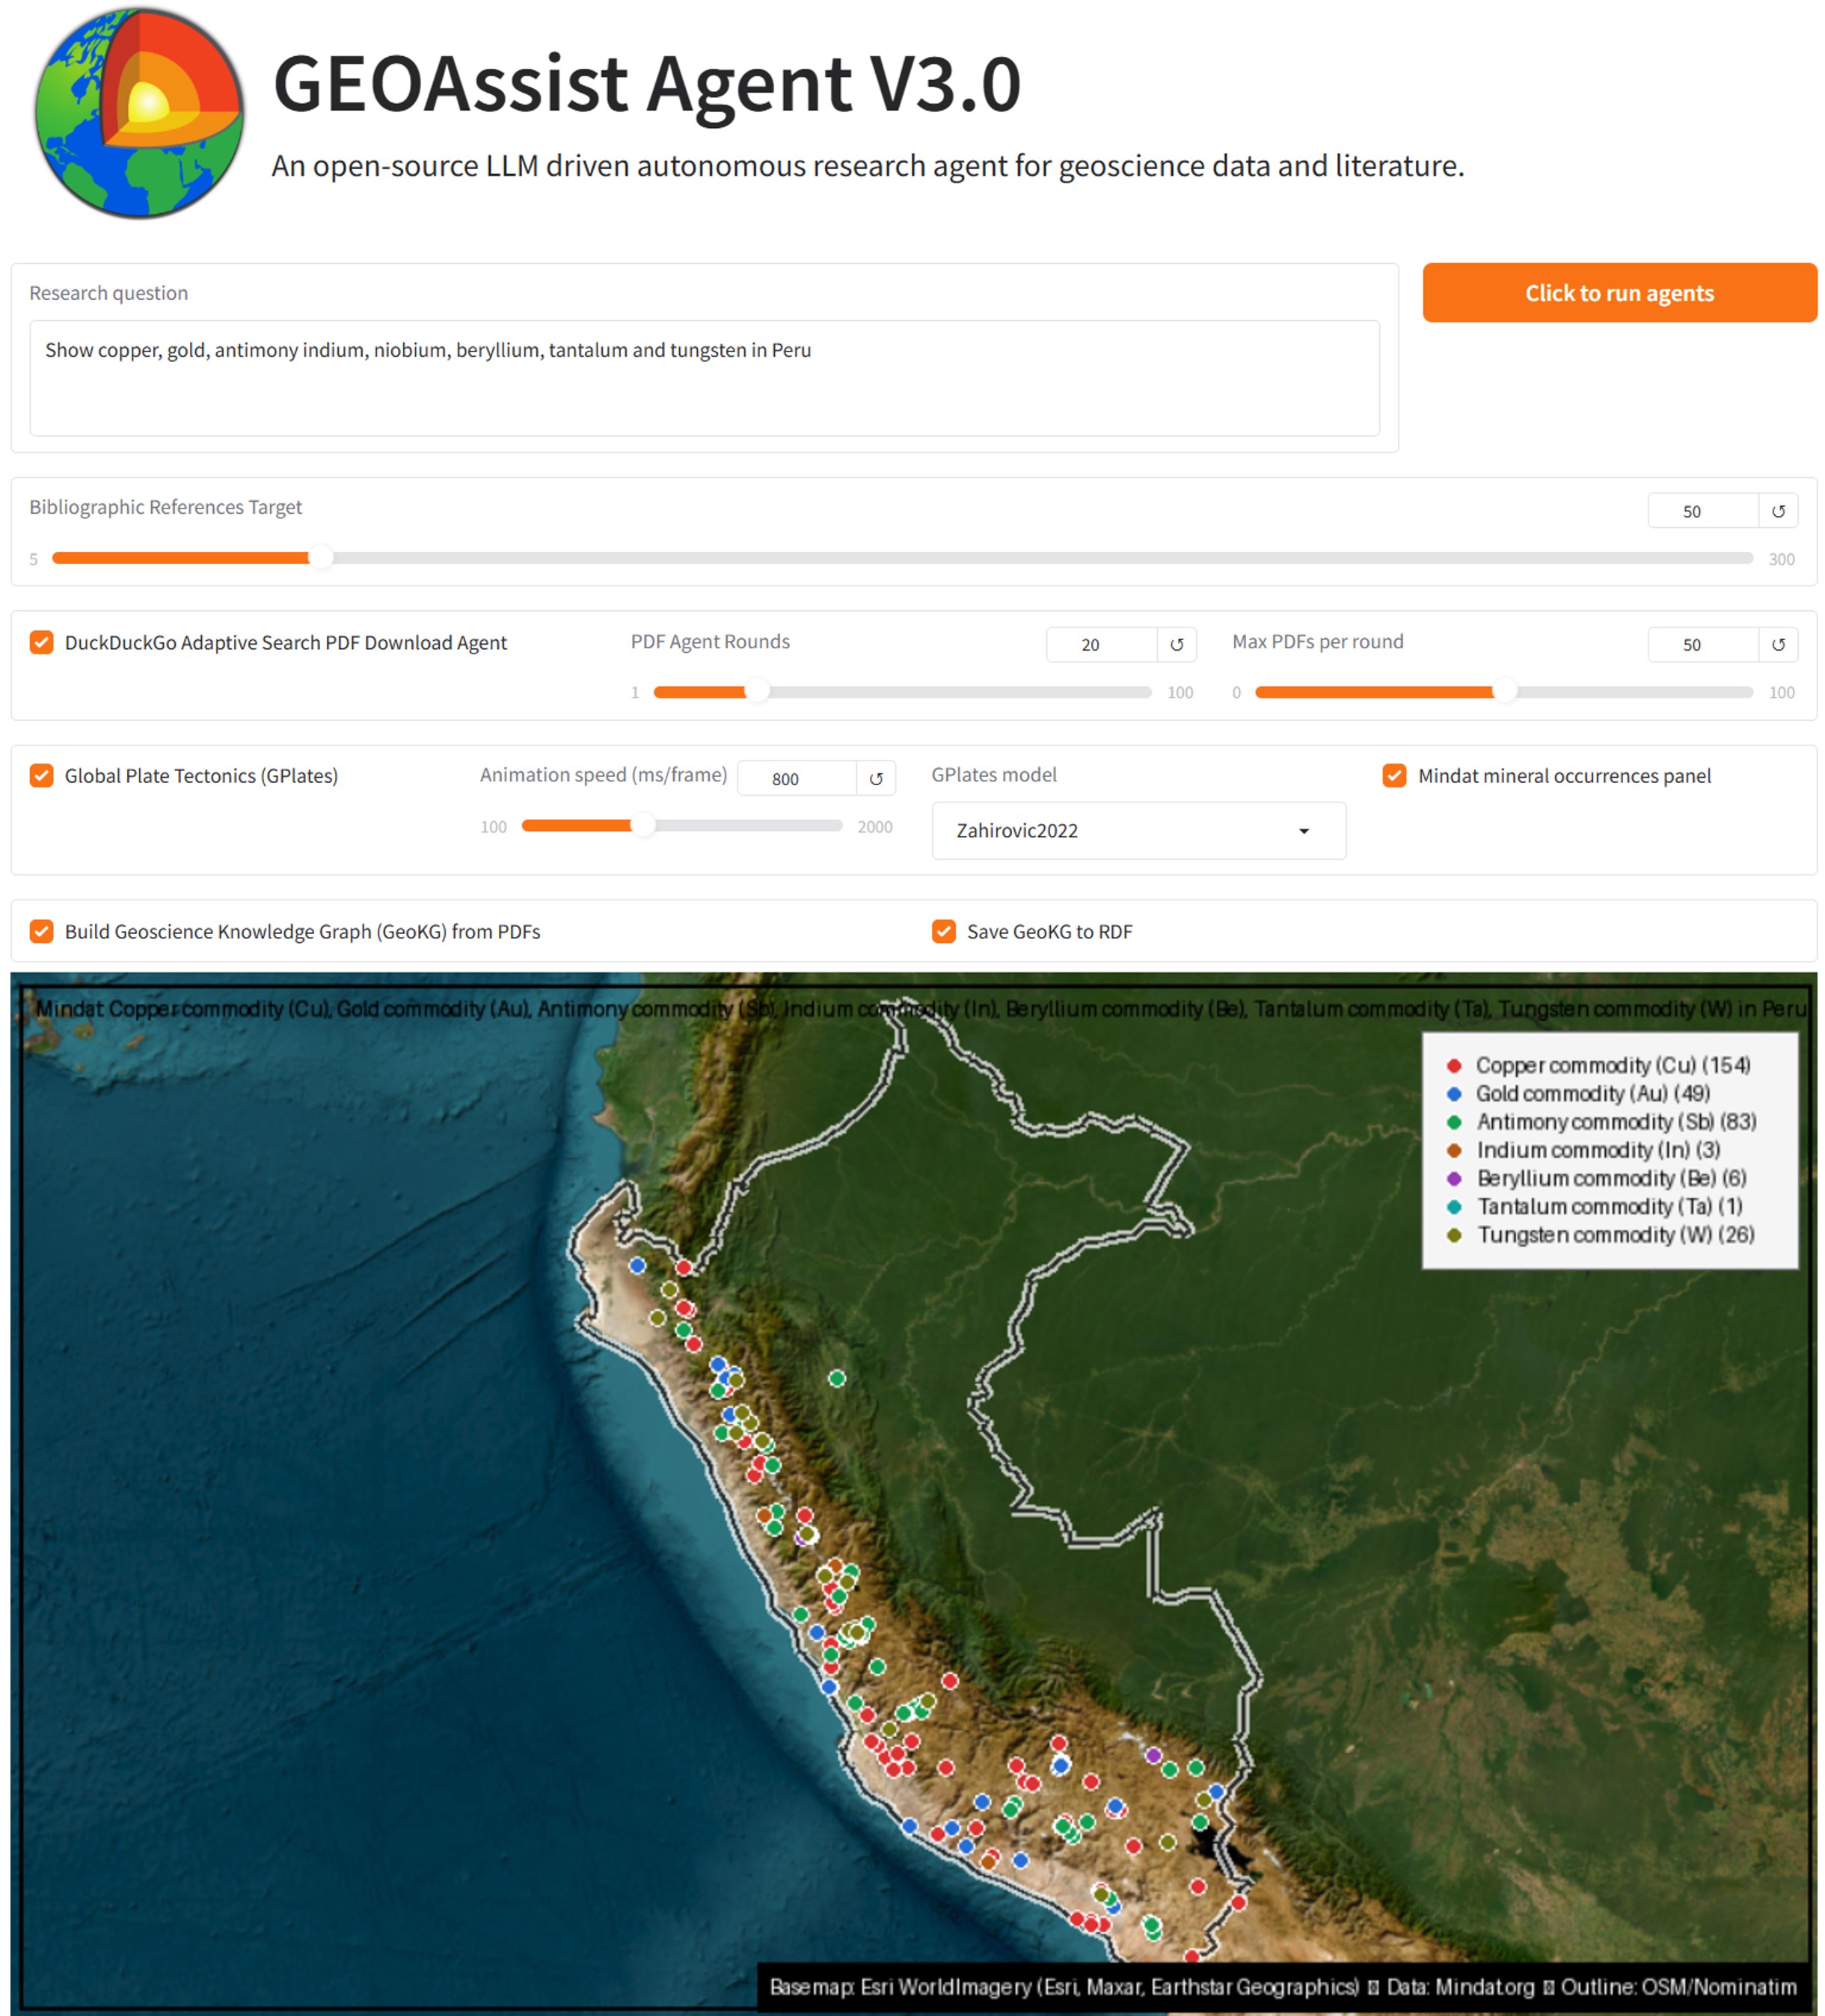 GEOAssist Agent V3.0
An open-source LLM driven autonomous research agent for geoscience data and literature.
Research question
Click to run agents
Show copper, gold, antimony indium, niobium, beryllium, tantalum and tungsten in Peru
Bibliographic References Target
50
↺
5
300
DuckDuckGo Adaptive Search PDF Download Agent
PDF Agent Rounds
20
↺
1
100
Max PDFs per round
50
↺
0
100
Global Plate Tectonics (GPlates)
Animation speed (ms/frame)
800
↺
100
2000
GPlates model
Zahirovic2022
Mindat mineral occurrences panel
Build Geoscience Knowledge Graph (GeoKG) from PDFs
Save GeoKG to RDF
Mindat Copper commodity (Cu), Gold commodity (Au), Antimony commodity (Sb), Indium commodity (In), Beryllium commodity (Be), Tantalum commodity (Ta), Tungsten commodity (W) in Peru
Copper commodity (Cu) (154)
Gold commodity (Au) (49)
Antimony commodity (Sb) (83)
Indium commodity (In) (3)
Beryllium commodity (Be) (6)
Tantalum commodity (Ta) (1)
Tungsten commodity (W) (26)
Basemap: Esri WorldImagery (Esri, Maxar, Earthstar Geographics) ▯ Data: Mindat.org ▯ Outline: OSM/Nominatim